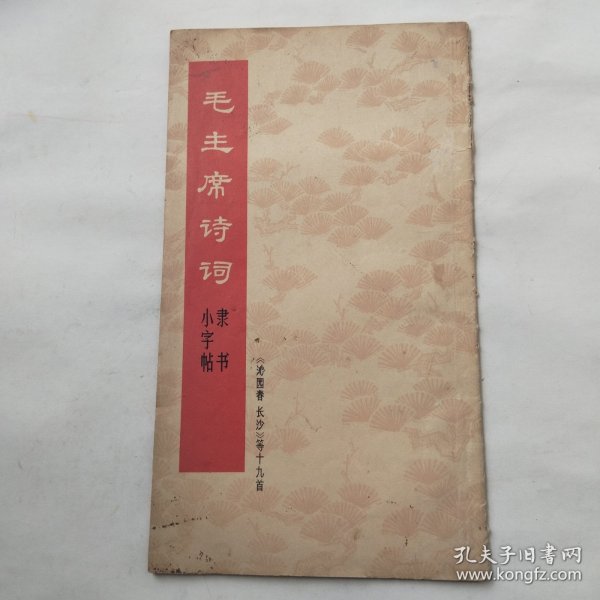 毛主席诗词
隶书
小字帖
《沁园春 长沙》等十九首
孔夫子旧书网
www.kongfz.com